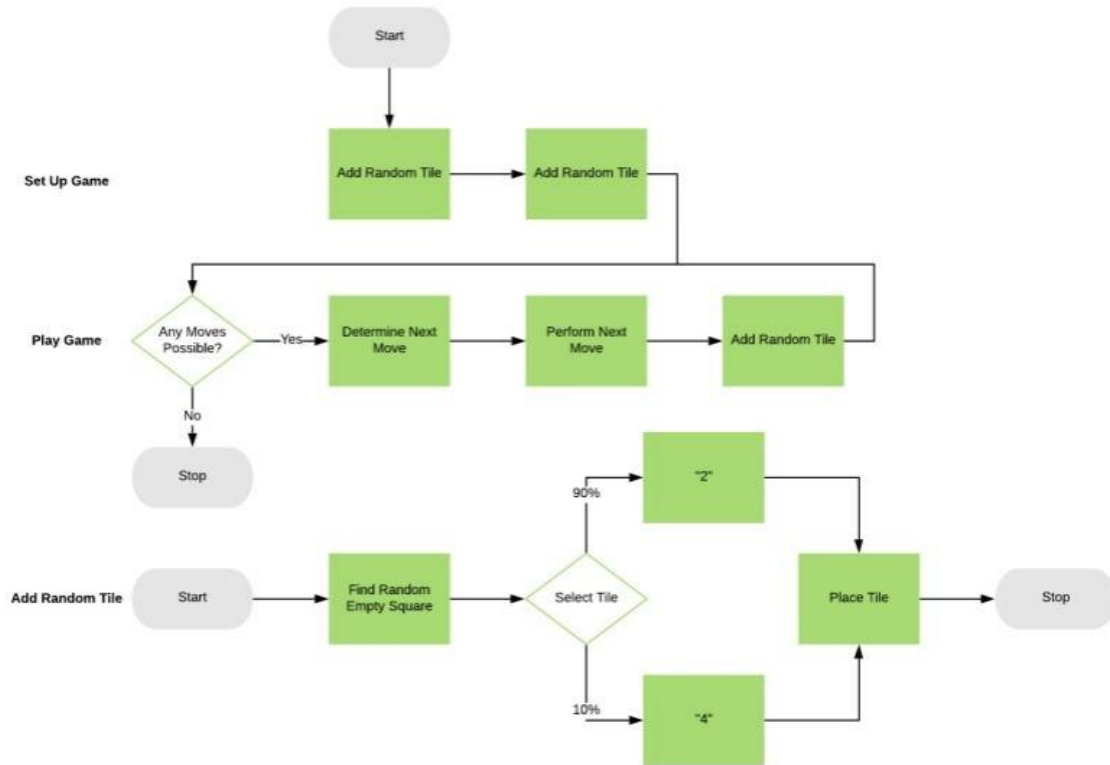 Start
Set Up Game
Add Random Tile
Add Random Tile
Play Game
Any Moves
Possible?
Yes
Determine Next
Move
Perform Next
Move
Add Random Tile
No
Stop
Add Random Tile
Start
Find Random
Empty Square
Select Tile
90%
"2"
10%
"4"
Place Tile
Stop